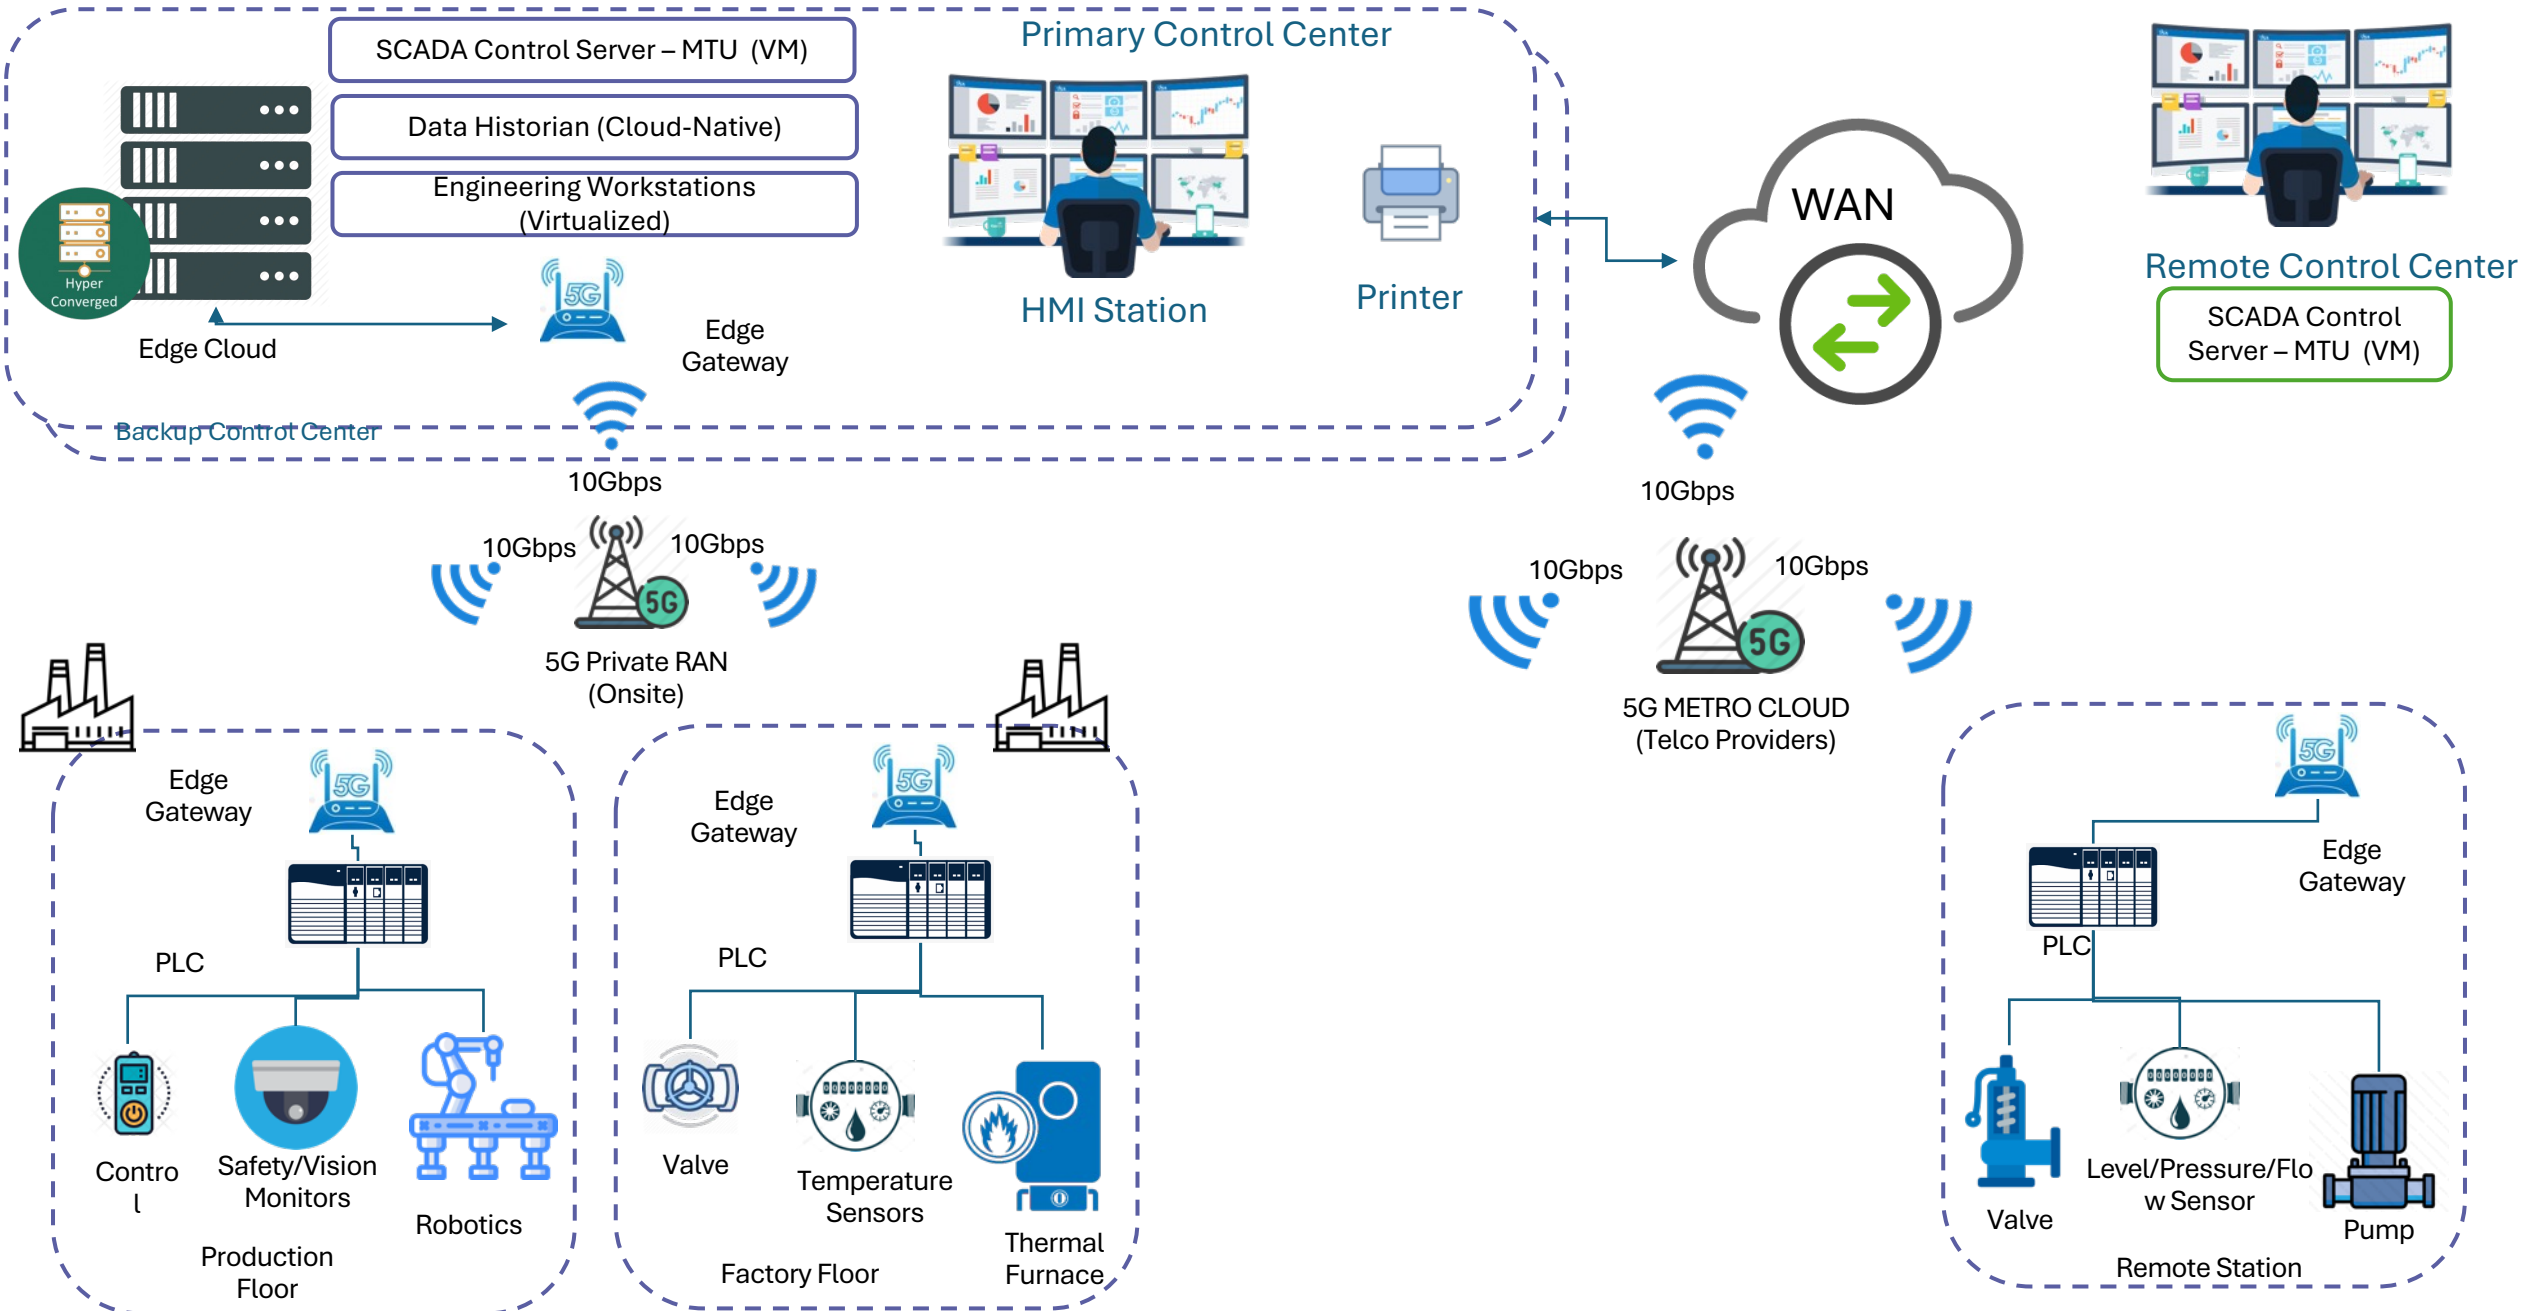 SCADA Control Server – MTU (VM)
Data Historian (Cloud-Native)
Engineering Workstations
(Virtualized)
Hyper
Converged
Edge Cloud
5G
Edge
Gateway
Primary Control Center
HMI Station
Printer
Backup Control Center
WAN
Remote Control Center
SCADA Control
Server – MTU (VM)
10Gbps
10Gbps
10Gbps
5G
5G Private RAN
(Onsite)
10Gbps
10Gbps
10Gbps
5G
5G METRO CLOUD
(Telco Providers)
Edge
Gateway
5G
PLC
Contro
l
Safety/Vision
Monitors
Robotics
Production
Floor
Edge
Gateway
5G
PLC
Valve
Temperature
Sensors
Thermal
Furnace
Factory Floor
5G
Edge
Gateway
PLC
Valve
Level/Pressure/Flo
w Sensor
Pump
Remote Station